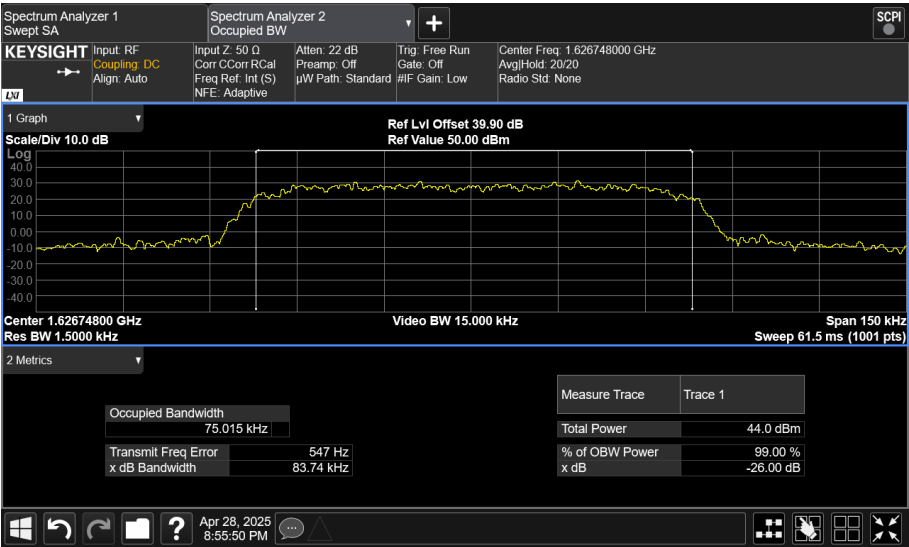 Spectrum Analyzer 1
Swept SA
Spectrum Analyzer 2
Occupied BW
+
SCPI
KEYSIGHT
LXI
Input: RF
Coupling: DC
Align: Auto
Input Z: 50 Ω
Corr CCorr RCal
Freq Ref: Int (S)
NFE: Adaptive
Atten: 22 dB
Preamp: Off
µW Path: Standard
Trig: Free Run
Gate: Off
#IF Gain: Low
Center Freq: 1.626748000 GHz
Avg|Hold: 20/20
Radio Std: None
1 Graph
Scale/Div 10.0 dB
Ref Lvl Offset 39.90 dB
Ref Value 50.00 dBm
Log
40.0
30.0
20.0
10.0
0.00
-10.0
-20.0
-30.0
-40.0
Center 1.62674800 GHz
Video BW 15.000 kHz
Span 150 kHz
Res BW 1.5000 kHz
Sweep 61.5 ms (1001 pts)
2 Metrics
Occupied Bandwidth
75.015 kHz
Transmit Freq Error 547 Hz
x dB Bandwidth 83.74 kHz
Measure Trace Trace 1
Total Power 44.0 dBm
% of OBW Power 99.00 %
x dB -26.00 dB
?
Apr 28, 2025
8:55:50 PM